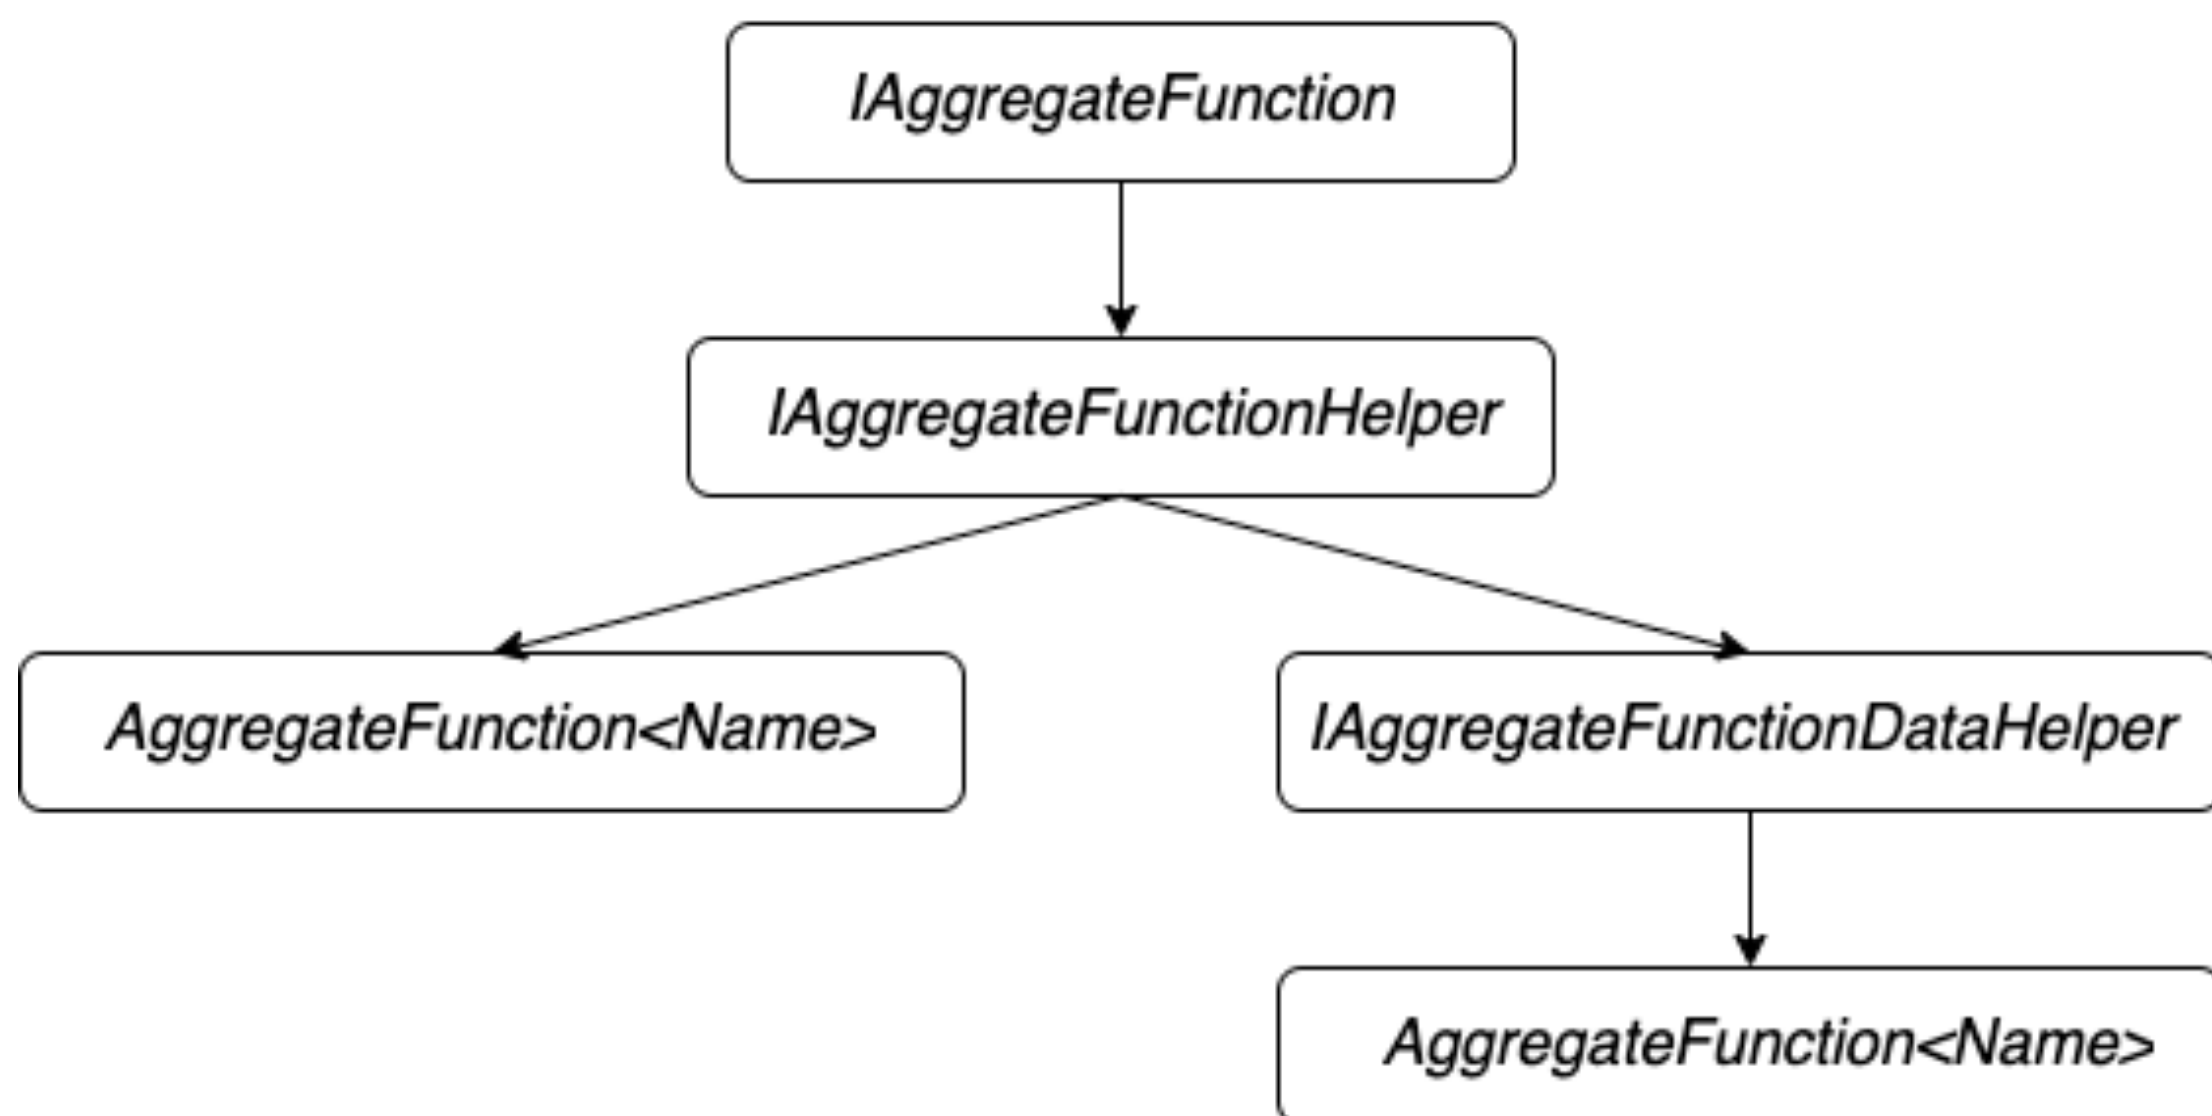 IAggregateFunction
IAggregateFunctionHelper
AggregateFunction<Name>
IAggregateFunctionDataHelper
AggregateFunction<Name>